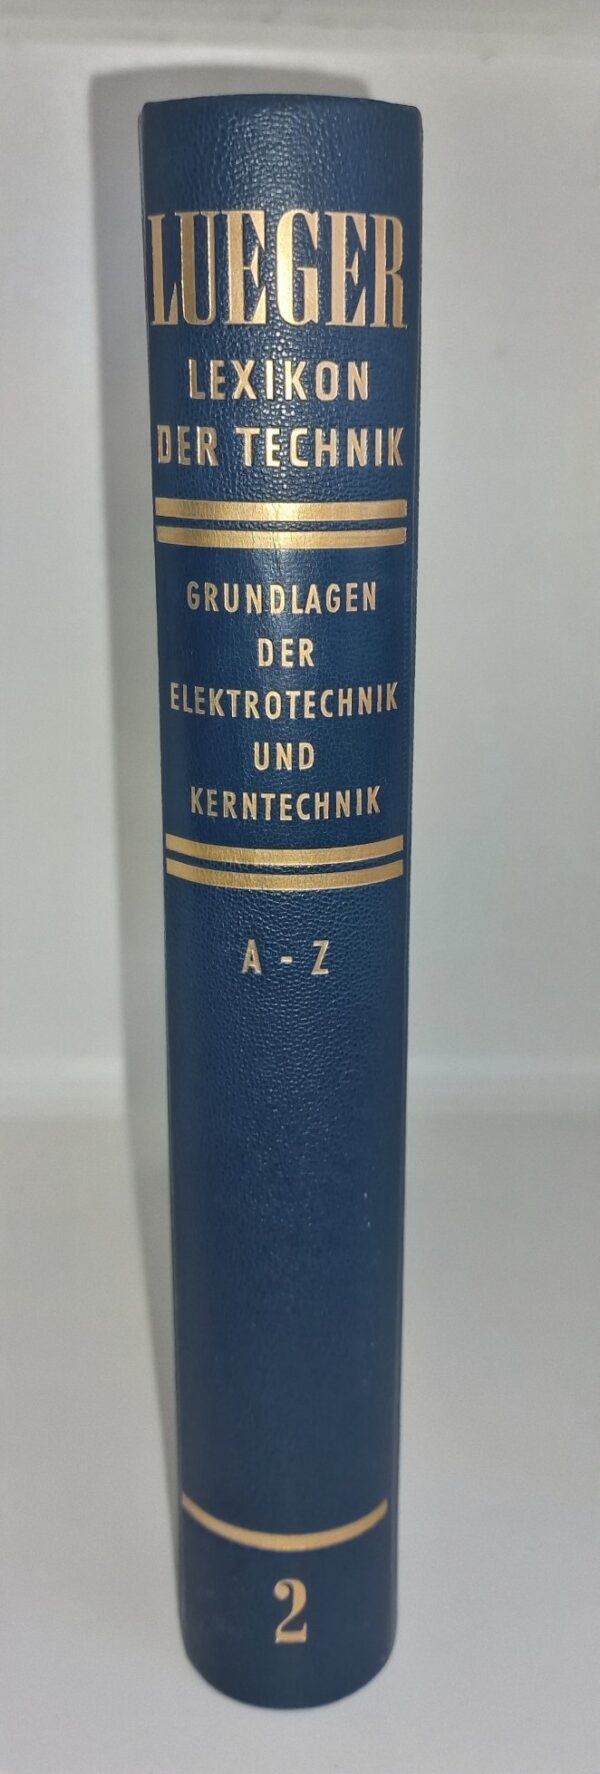 LUEGER
LEXIKON
DER TECHNIK
GRUNDLAGEN
DER
ELEKTROTECHNIK
UND
KERNTECHNIK
A - Z
2